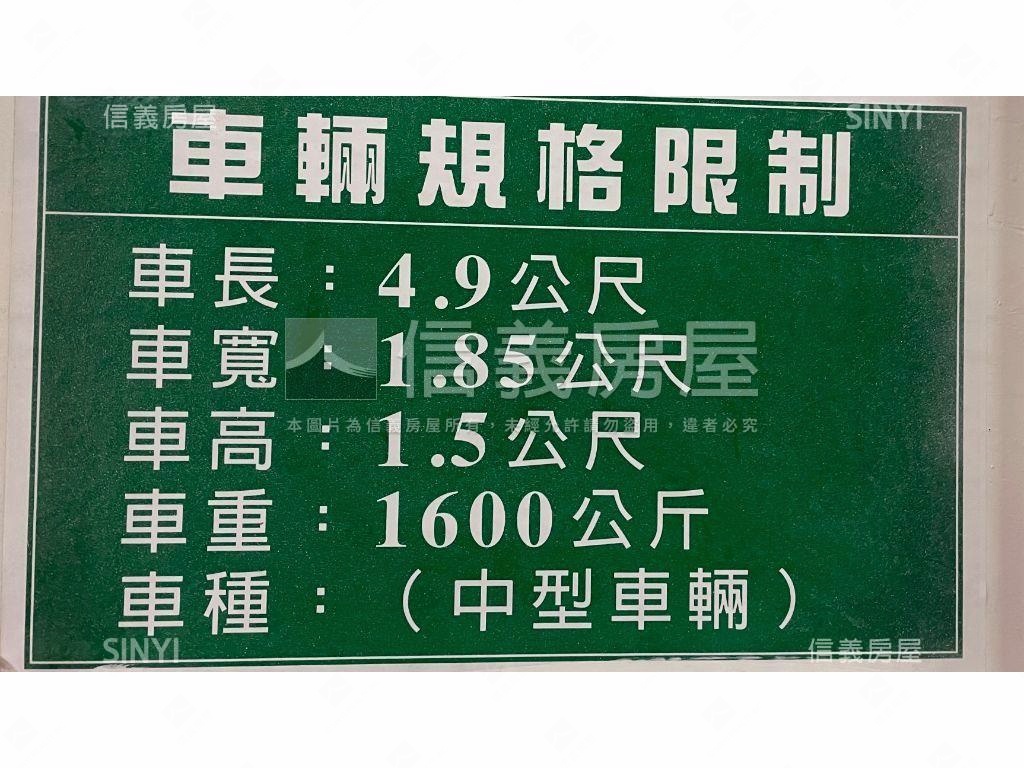 信義房屋
SINYI
車輛規格限制
車長：4.9公尺
車寬：1.85公尺
信義房屋
車高：1.5公尺
本圖片為信義房屋所有，未經允許請勿盜用，違者必究
車重：1600公斤
車種：（中型車輛）
SINYI
信義房屋